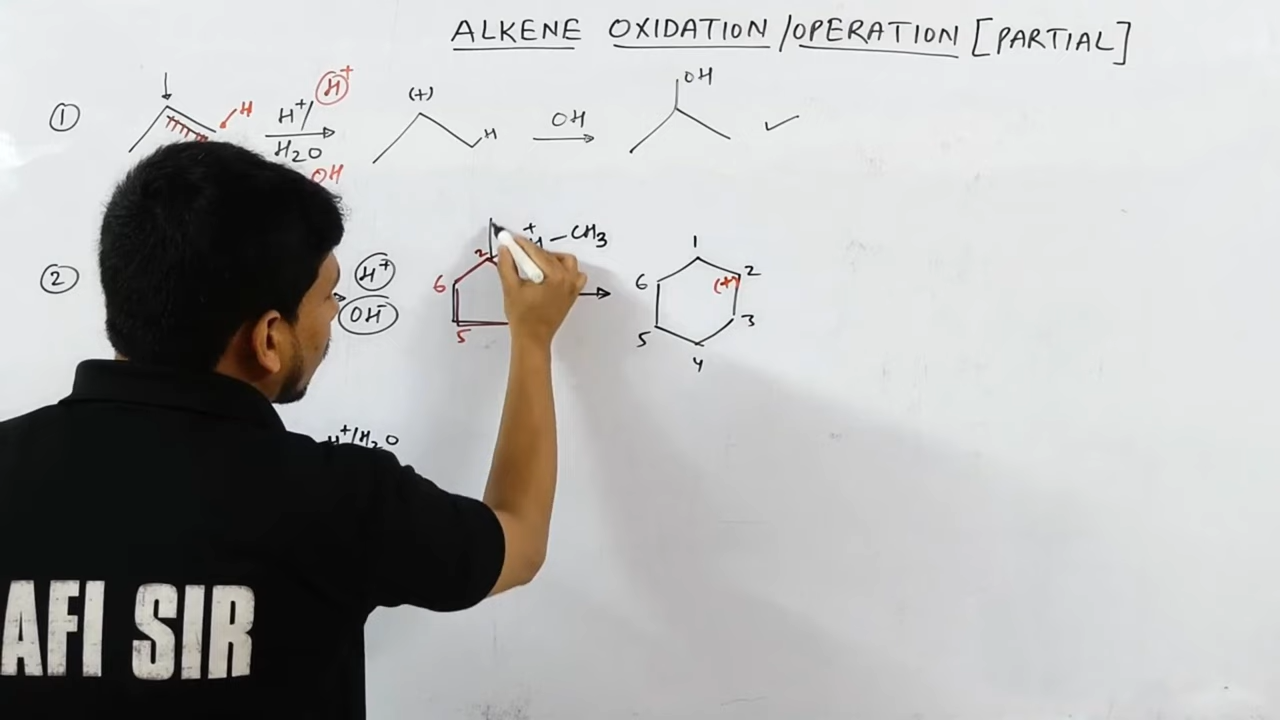 ALKENE OXIDATION/OPERATION [PARTIAL]
① H H⁺/ H⁺ (+) H OH OH
H₂O OH
② H⁺ 2 + CH₃ 1
OH⁻ 6 5 6 2 (+) 3
5 4
H⁺/H₂O
AFI SIR